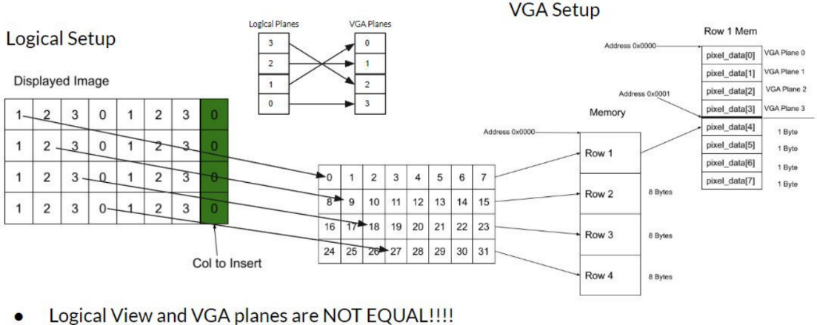 VGA Setup
Logical Setup
Logical Planes
VGA Planes
3
0
2
1
1
2
0
3
Displayed Image
1 2 3 0 1 2 3 0
1 2 3 0 1 2 3 0
1 2 3 0 1 2 3 0
1 2 3 0 1 2 3 0
Col to Insert
0 1 2 3 4 5 6 7
8 9 10 11 12 13 14 15
16 17 18 19 20 21 22 23
24 25 26 27 28 29 30 31
Memory
Address 0x0000
Row 1
Row 2
8 Bytes
Row 3
8 Bytes
Row 4
8 Bytes
Row 1 Mem
Address 0x0000
Address 0x0001
pixel_data[0] VGA Plane 0
pixel_data[1] VGA Plane 1
pixel_data[2] VGA Plane 2
pixel_data[3] VGA Plane 3
pixel_data[4] 1 Byte
pixel_data[5] 1 Byte
pixel_data[6] 1 Byte
pixel_data[7] 1 Byte
● Logical View and VGA planes are NOT EQUAL!!!!